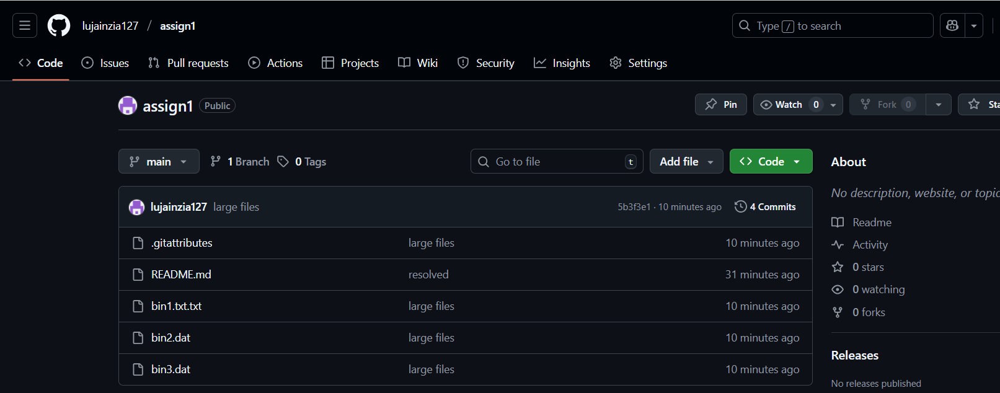 lujainzia127 / assign1
Type / to search
Code Issues Pull requests Actions Projects Wiki Security Insights Settings
assign1 Public
Pin Watch 0 Fork 0
main 1 Branch 0 Tags
Go to file t Add file Code
About
lujainzia127 large files 5b3f3e1 · 10 minutes ago 4 Commits
No description, website, or
.gitattributes large files 10 minutes ago
Readme
README.md resolved 31 minutes ago
Activity
bin1.txt.txt large files 10 minutes ago
0 stars
bin2.dat large files 10 minutes ago
0 watching
bin3.dat large files 10 minutes ago
0 forks
Releases
No releases published